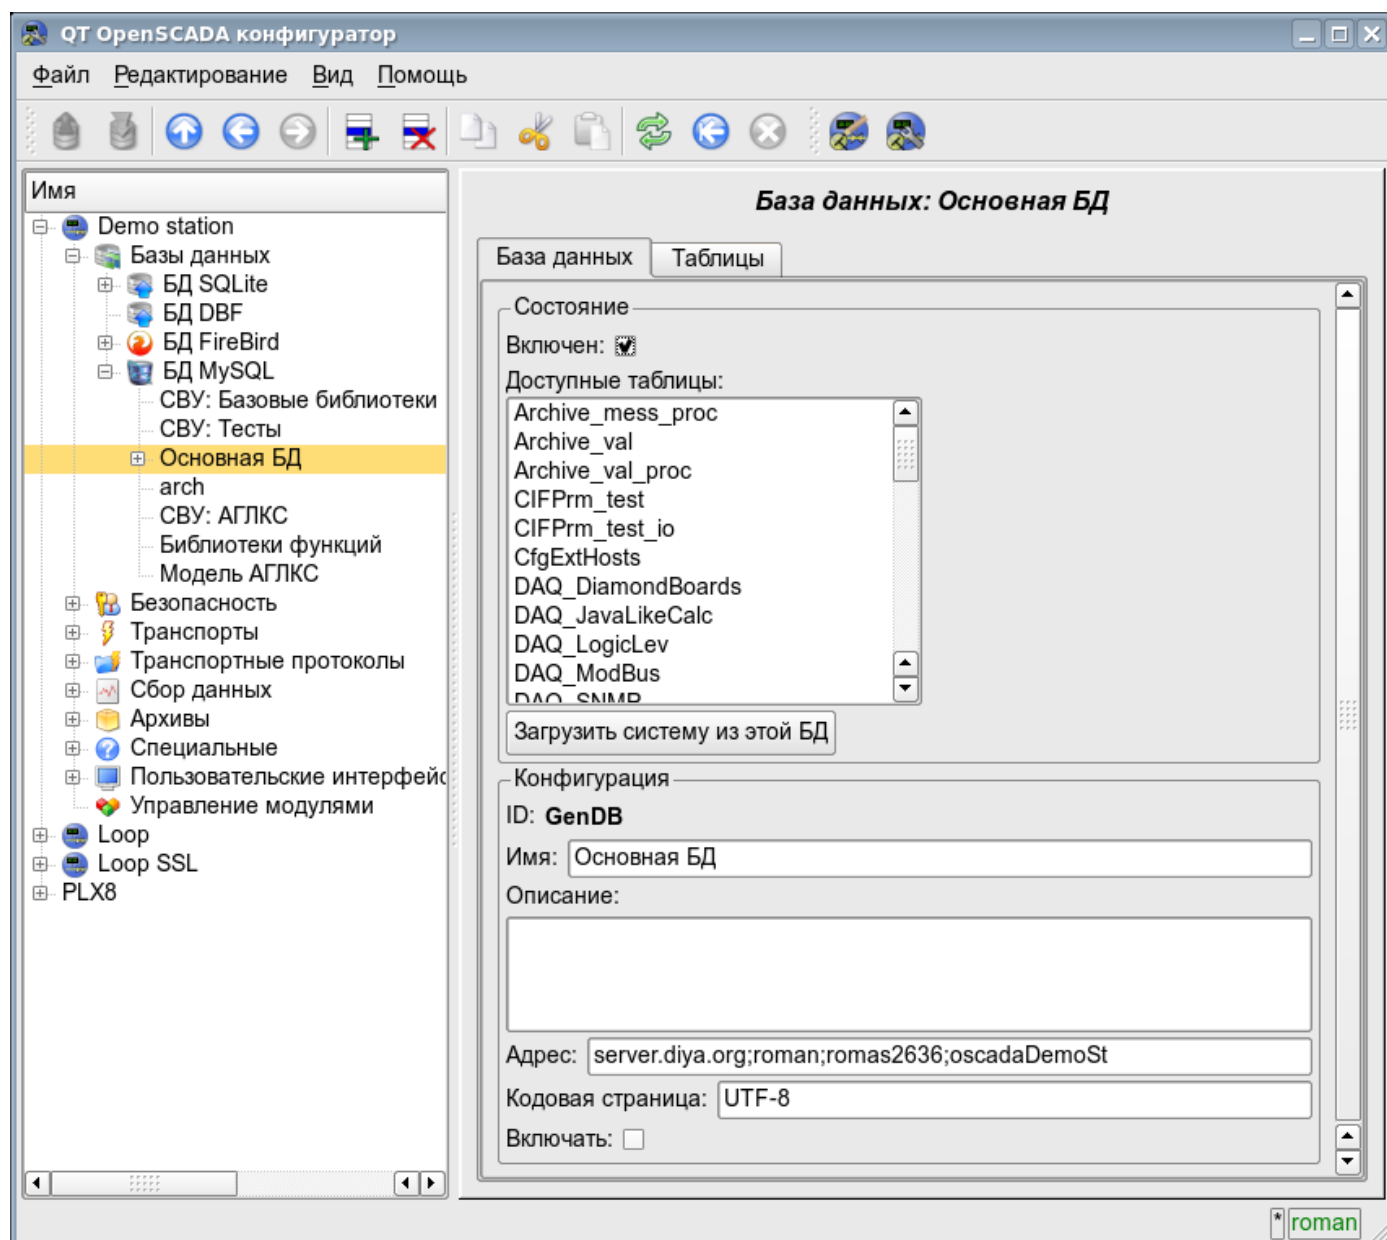 QT OpenSCADA конфигуратор
Файл Редактирование Вид Помощь
Имя
Demo station
Базы данных
БД SQLite
БД DBF
БД FireBird
БД MySQL
СВУ: Базовые библиотеки
СВУ: Тесты
Основная БД
arch
СВУ: АГЛКС
Библиотеки функций
Модель АГЛКС
Безопасность
Транспорты
Транспортные протоколы
Сбор данных
Архивы
Специальные
Пользовательские интерфейс
Управление модулями
Loop
Loop SSL
PLX8
База данных: Основная БД
База данных Таблицы
Состояние
Включен:
Доступные таблицы:
Archive_mess_proc
Archive_val
Archive_val_proc
CIFPrm_test
CIFPrm_test_io
CfgExtHosts
DAQ_DiamondBoards
DAQ_JavaLikeCalc
DAQ_LogicLev
DAQ_ModBus
DAQ_SNMP
Загрузить систему из этой БД
Конфигурация
ID: GenDB
Имя: Основная БД
Описание:
Адрес: server.diya.org;roman;romas2636;oscadaDemoSt
Кодовая страница: UTF-8
Включать:
* roman